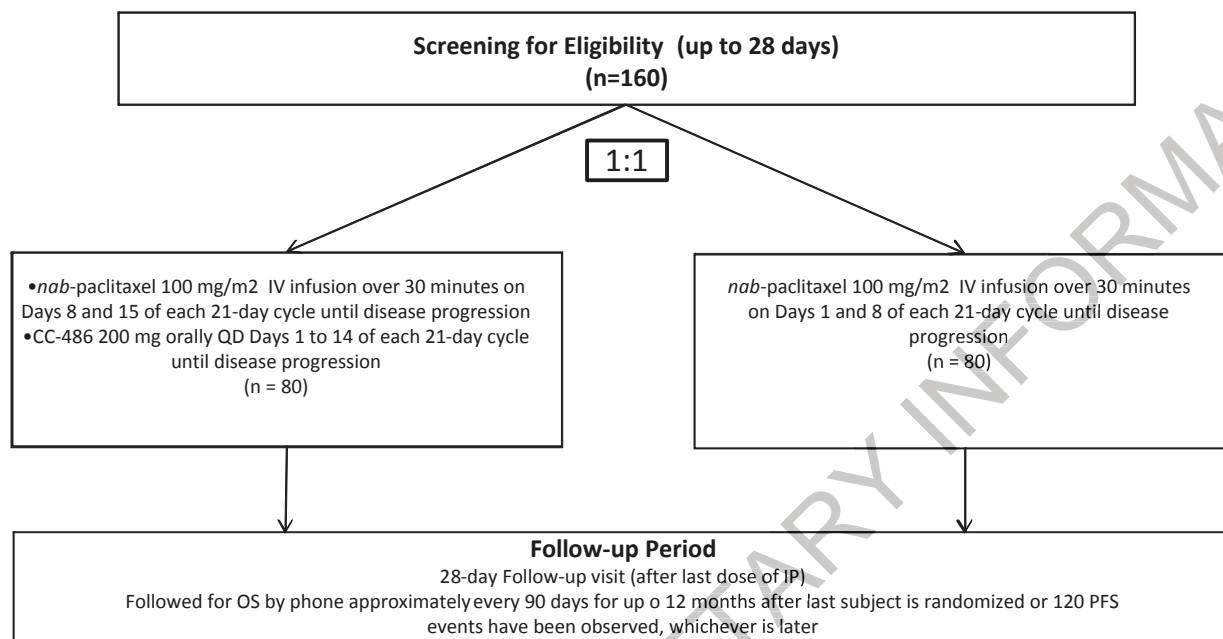 Screening for Eligibility (up to 28 days)
(n=160)
1:1
•nab-paclitaxel 100 mg/m2 IV infusion over 30 minutes on
Days 8 and 15 of each 21-day cycle until disease progression
•CC-486 200 mg orally QD Days 1 to 14 of each 21-day cycle
until disease progression
(n = 80)
nab-paclitaxel 100 mg/m2 IV infusion over 30 minutes
on Days 1 and 8 of each 21-day cycle until disease
progression
(n = 80)
Follow-up Period
28-day Follow-up visit (after last dose of IP)
Followed for OS by phone approximately every 90 days for up o 12 months after last subject is randomized or 120 PFS
events have been observed, whichever is later